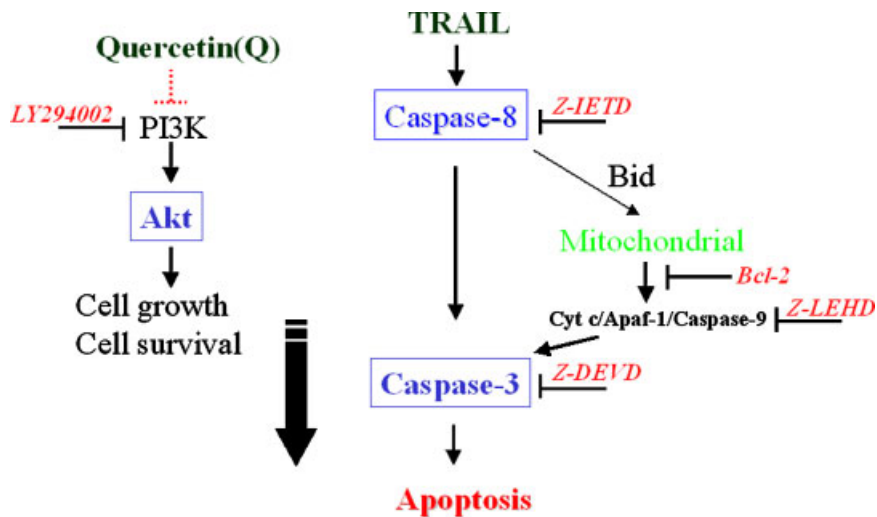 TRAIL
Quercetin(Q)
LY294002
PI3K
Caspase-8
Z-IETD
Bid
Akt
Mitochondrial
Bcl-2
Cell growth
Cell survival
Cyt c/Apaf-1/Caspase-9
Z-LEHD
Caspase-3
Z-DEVD
Apoptosis